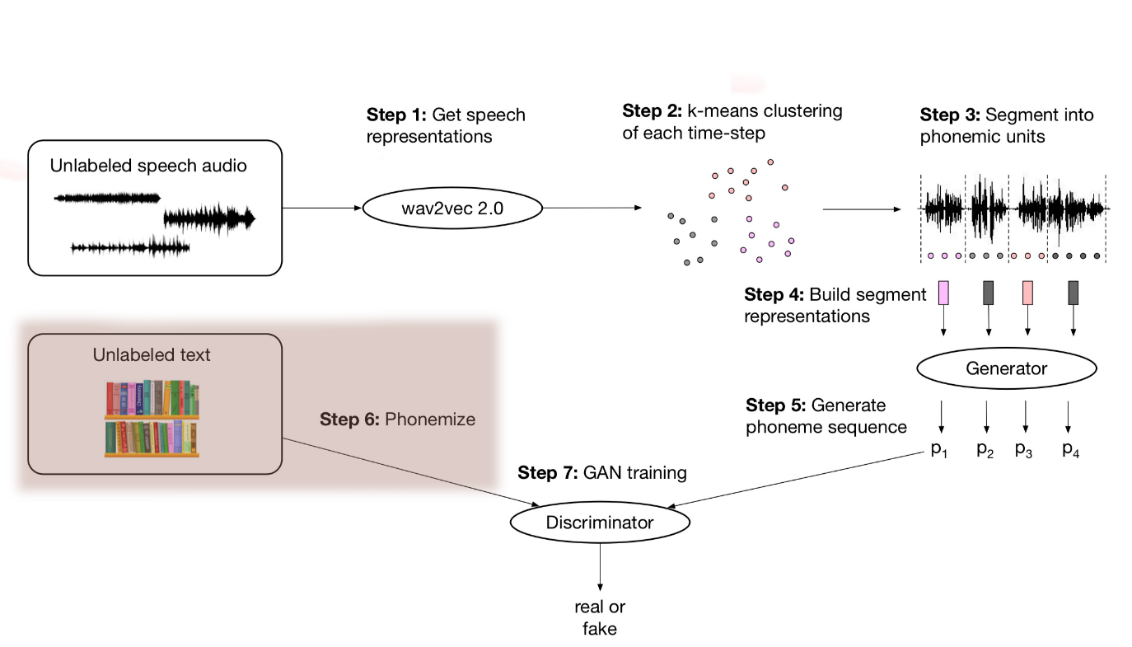 Unlabeled speech audio
Step 1: Get speech
representations
wav2vec 2.0
Step 2: k-means clustering
of each time-step
Step 3: Segment into
phonemic units
Step 4: Build segment
representations
Generator
Step 5: Generate
phoneme sequence
p1 p2 p3 p4
Unlabeled text
Step 6: Phonemize
Step 7: GAN training
Discriminator
real or
fake